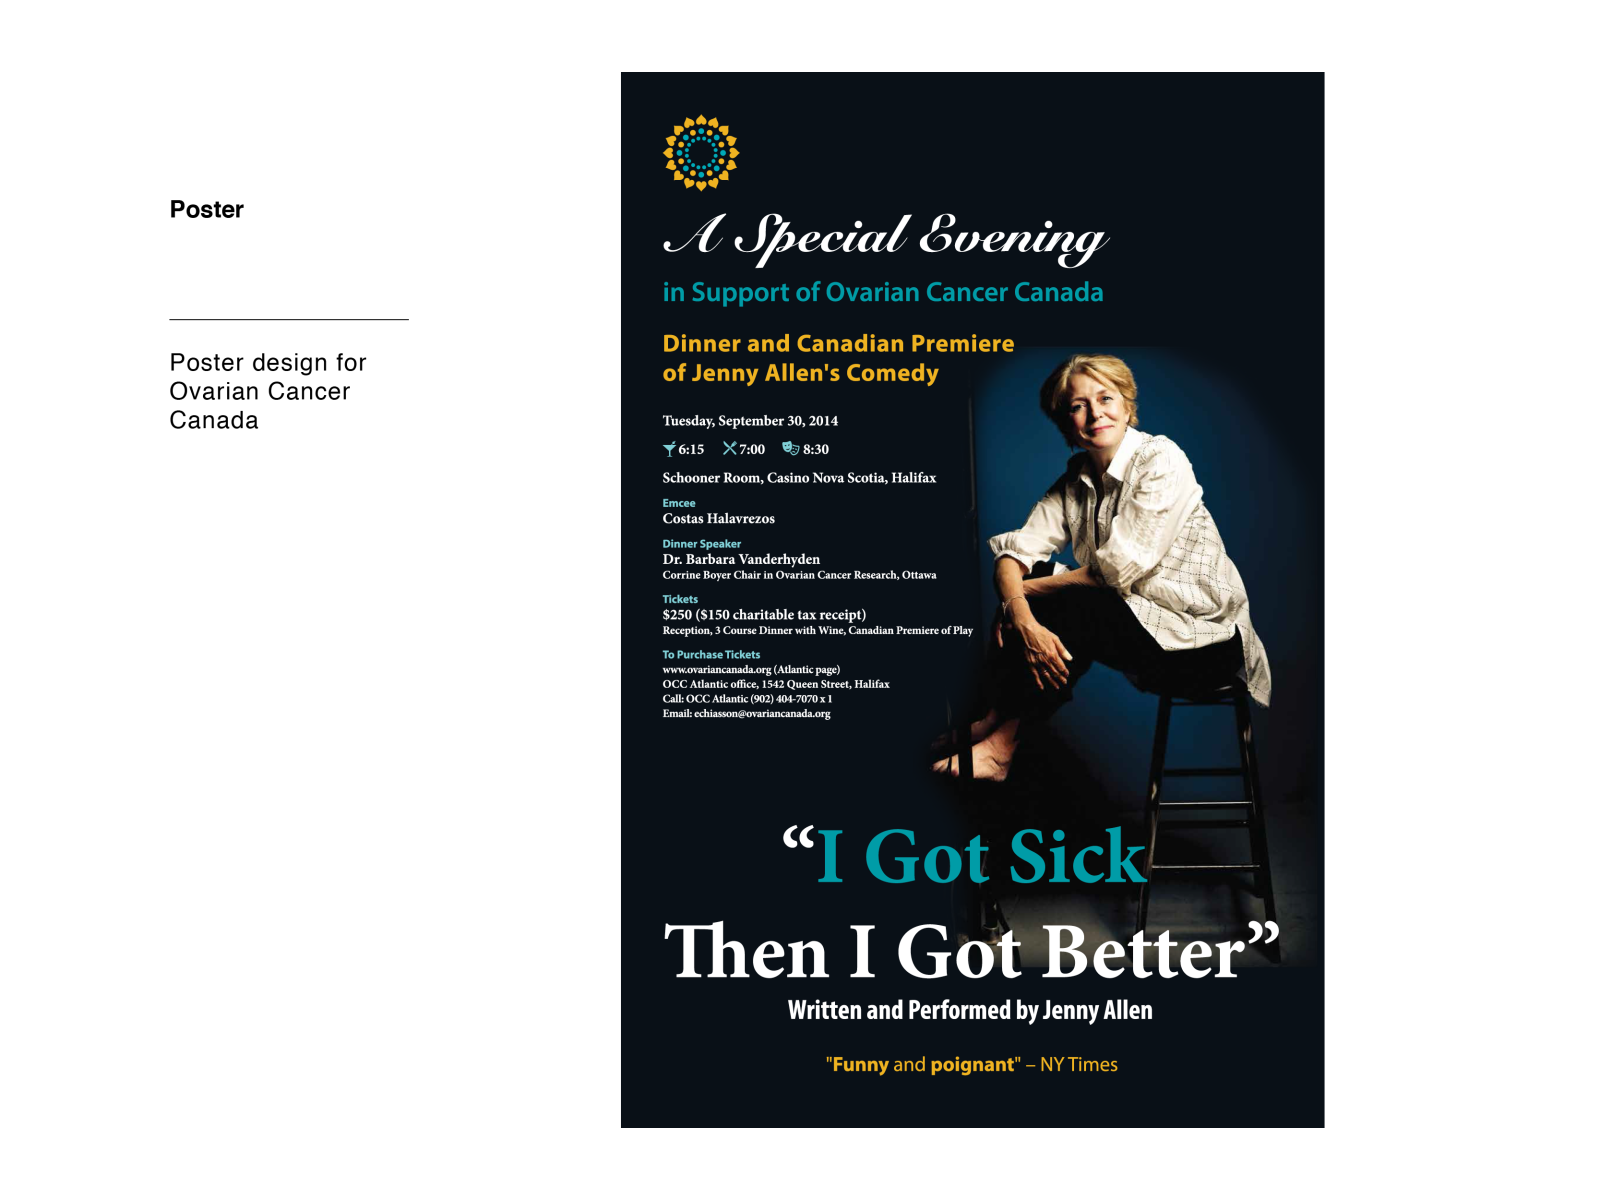 Poster
Poster design for
Ovarian Cancer
Canada
A Special Evening
in Support of Ovarian Cancer Canada
Dinner and Canadian Premiere
of Jenny Allen's Comedy
Tuesday, September 30, 2014
6:15 7:00 8:30
Schooner Room, Casino Nova Scotia, Halifax
Emcee
Costas Halavrezos
Dinner Speaker
Dr. Barbara Vanderhyden
Corrine Boyer Chair in Ovarian Cancer Research, Ottawa
Tickets
$250 ($150 charitable tax receipt)
Reception, 3 Course Dinner with Wine, Canadian Premiere of Play
To Purchase Tickets
www.ovariancanada.org (Atlantic page)
OCC Atlantic office, 1542 Queen Street, Halifax
Call: OCC Atlantic (902) 404-7070 x 1
Email: echiasson@ovariancanada.org
“I Got Sick
Then I Got Better”
Written and Performed by Jenny Allen
"Funny and poignant" – NY Times